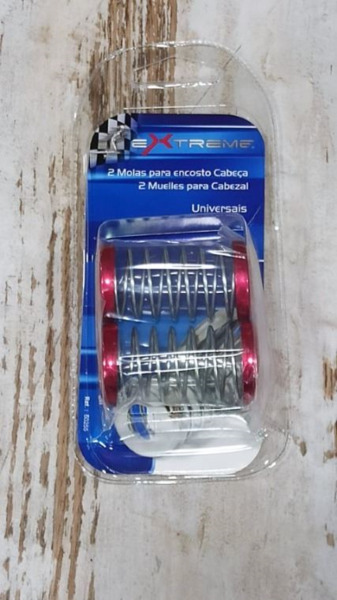 eXTREME
2 Molas para encosto Cabeça
2 Muelles para Cabezal
Universais